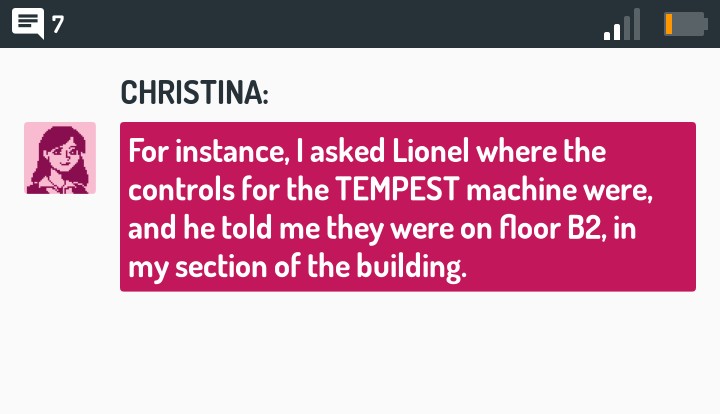 7
CHRISTINA:
For instance, I asked Lionel where the
controls for the TEMPEST machine were,
and he told me they were on floor B2, in
my section of the building.